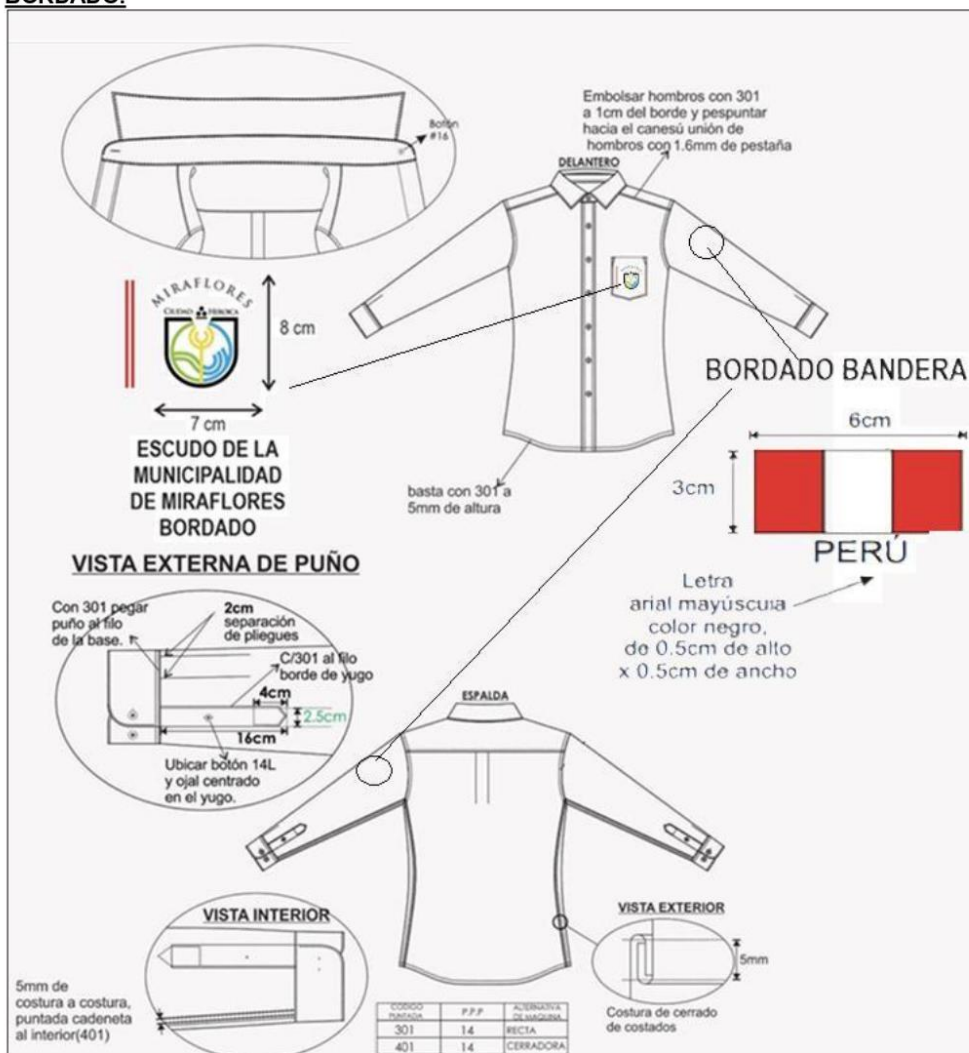 BORDADO:
Botón
#16
Embolsar hombros con 301
a 1cm del borde y pespuntar
hacia el canesú unión de
hombros con 1.6mm de pestaña
DELANTERO
MIRAFLORES
CIUDAD HEROICA
8 cm
7 cm
ESCUDO DE LA
MUNICIPALIDAD
DE MIRAFLORES
BORDADO
basta con 301 a
5mm de altura
BORDADO BANDERA
6cm
3cm
PERÚ
Letra
arial mayúscula
color negro,
de 0.5cm de alto
x 0.5cm de ancho
VISTA EXTERNA DE PUÑO
Con 301 pegar
puño al filo
de la base.
2cm
separación
de pliegues
C/301 al filo
borde de yugo
4cm
2.5cm
16cm
Ubicar botón 14L
y ojal centrado
en el yugo.
ESPALDA
VISTA INTERIOR
5mm de
costura a costura,
puntada cadeneta
al interior(401)
VISTA EXTERIOR
5mm
Costura de cerrado
de costados
CODIGO PUNTADA P.P.P ALTERNATIVA DE MAQUINA
301 14 RECTA
401 14 CERRADORA